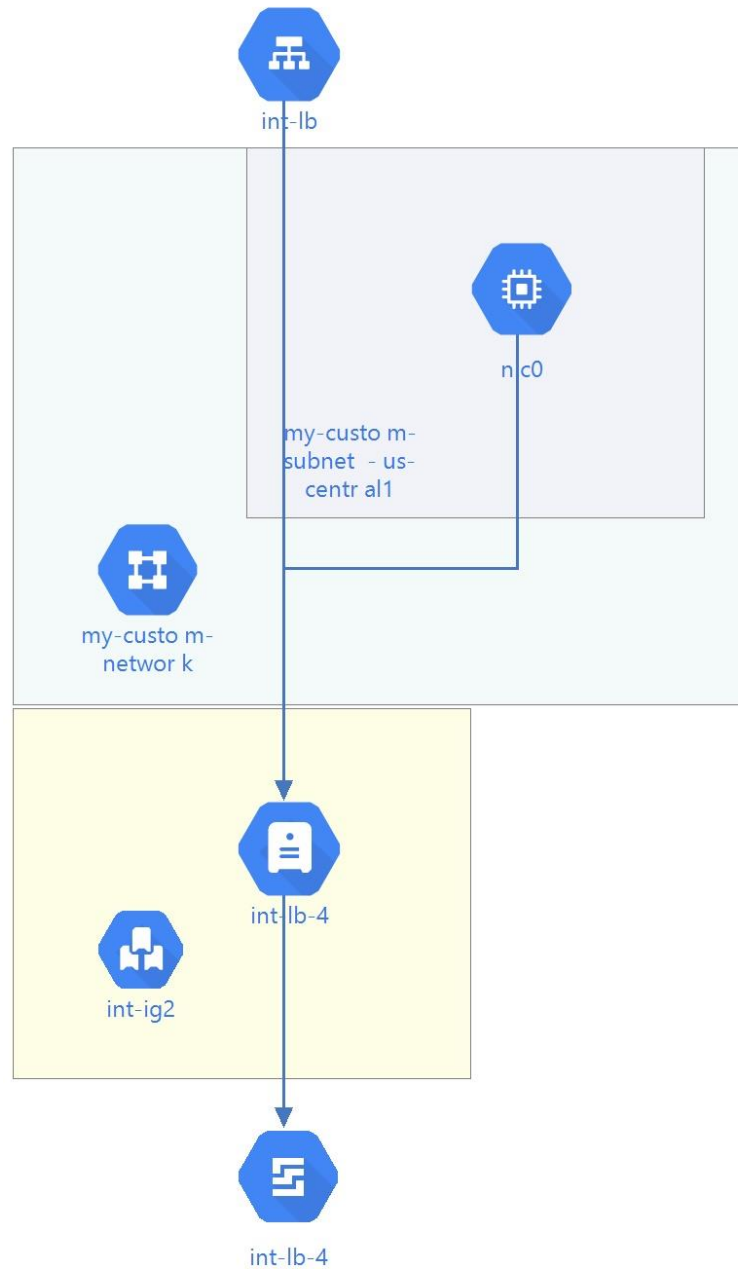 int-lb
nic0
my-custo m-
subnet - us-
centr al1
my-custo m-
networ k
int-lb-4
int-ig2
int-lb-4